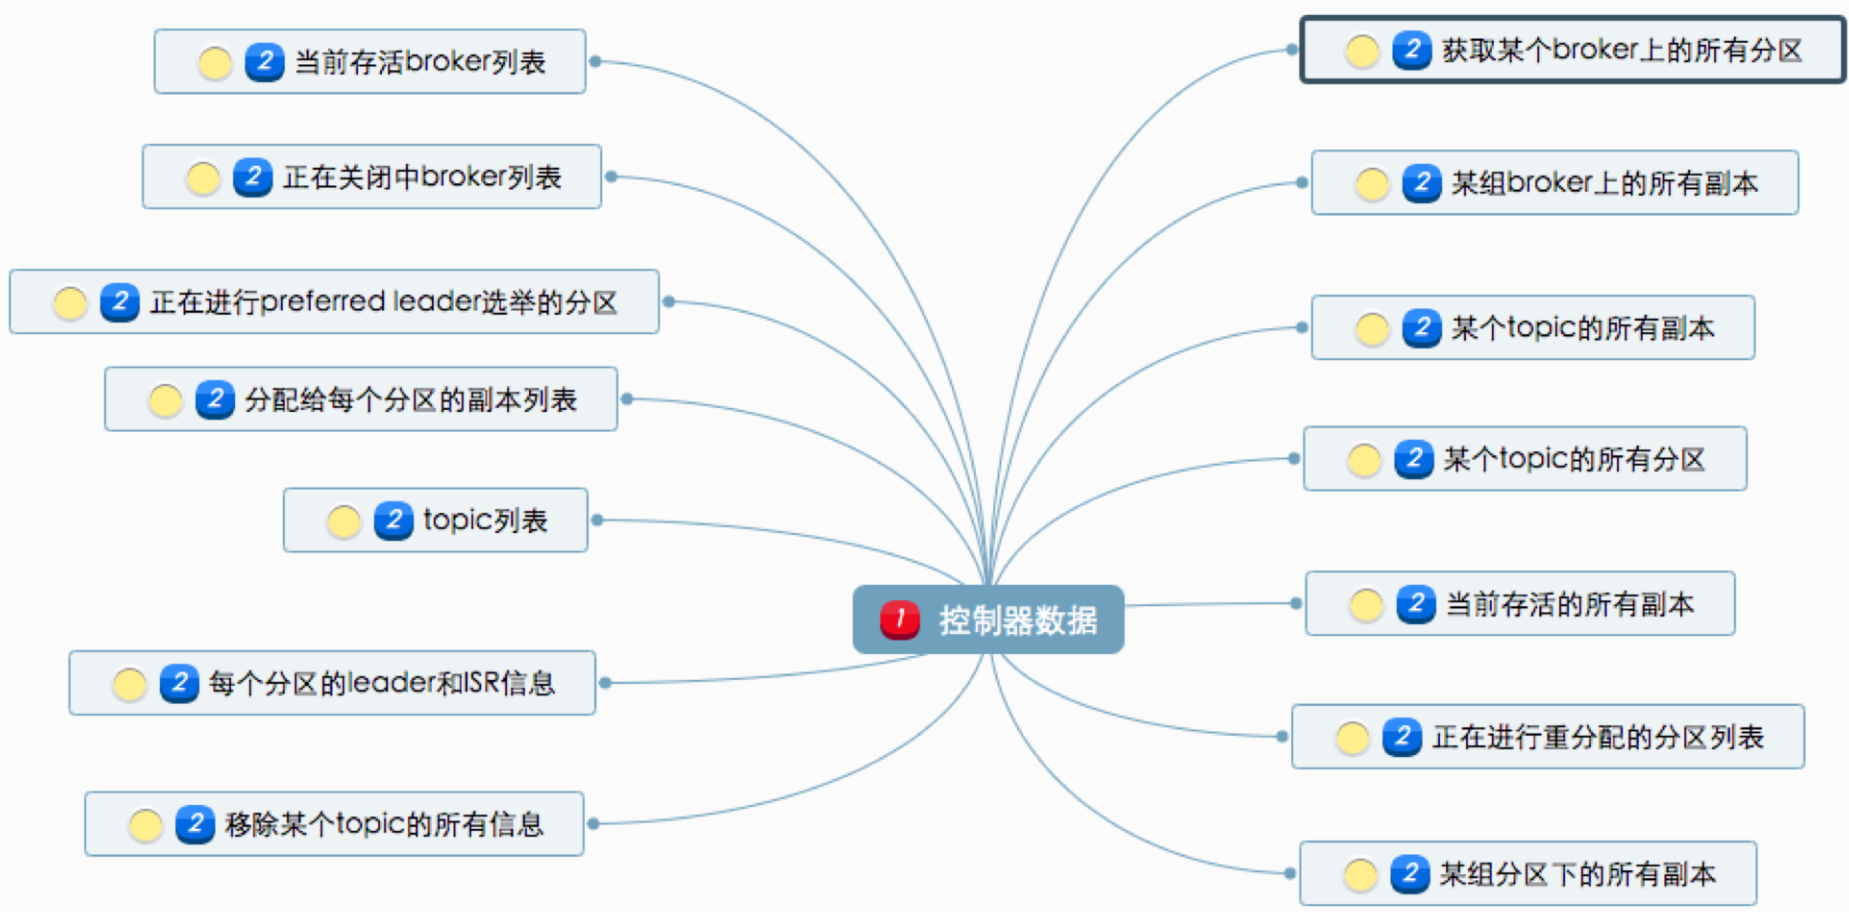 2 当前存活broker列表
2 正在关闭中broker列表
2 正在进行preferred leader选举的分区
2 分配给每个分区的副本列表
2 topic列表
2 每个分区的leader和ISR信息
2 移除某个topic的所有信息
1 控制器数据
2 获取某个broker上的所有分区
2 某组broker上的所有副本
2 某个topic的所有副本
2 某个topic的所有分区
2 当前存活的所有副本
2 正在进行重分配的分区列表
2 某组分区下的所有副本